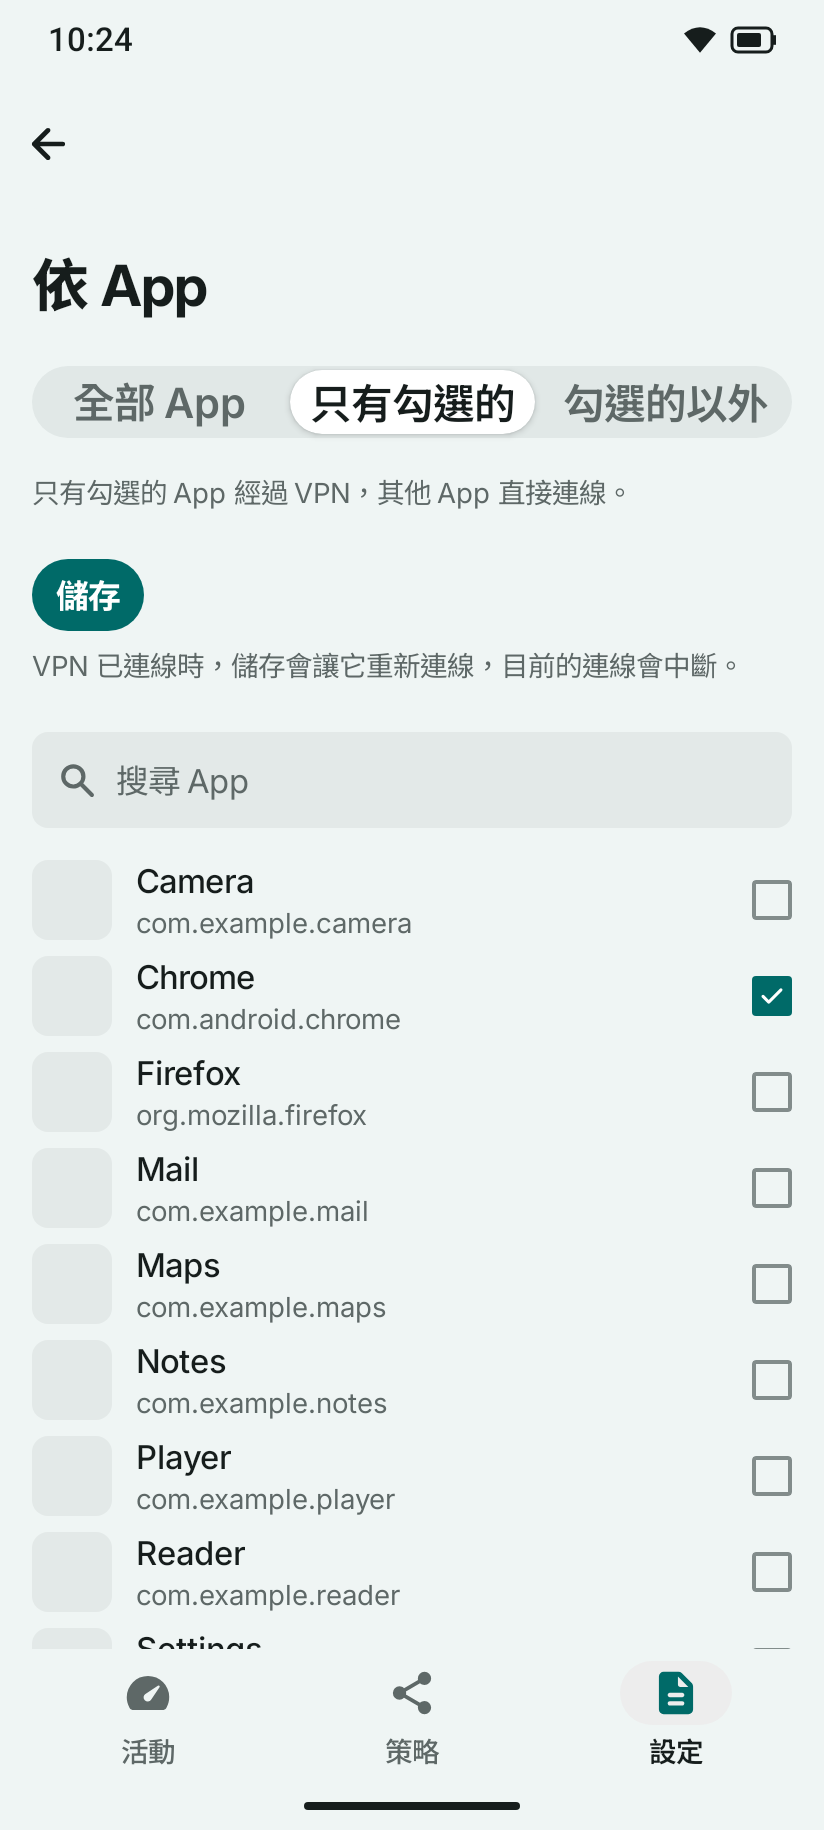 10:24
依 App
全部 App
只有勾選的
勾選的以外
只有勾選的 App 經過 VPN，其他 App 直接連線。
儲存
VPN 已連線時，儲存會讓它重新連線，目前的連線會中斷。
搜尋 App
Camera
com.example.camera
Chrome
com.android.chrome
Firefox
org.mozilla.firefox
Mail
com.example.mail
Maps
com.example.maps
Notes
com.example.notes
Player
com.example.player
Reader
com.example.reader
Settings
活動
策略
設定